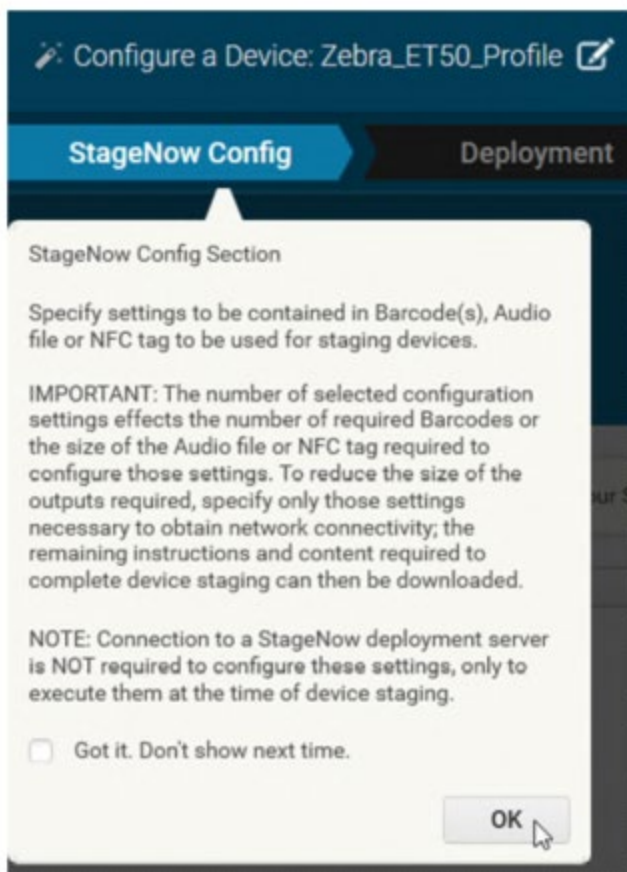 Configure a Device: Zebra_ET50_Profile
StageNow Config
Deployment
StageNow Config Section
Specify settings to be contained in Barcode(s), Audio
file or NFC tag to be used for staging devices.
IMPORTANT: The number of selected configuration
settings effects the number of required Barcodes or
the size of the Audio file or NFC tag required to
configure those settings. To reduce the size of the
outputs required, specify only those settings
necessary to obtain network connectivity; the
remaining instructions and content required to
complete device staging can then be downloaded.
NOTE: Connection to a StageNow deployment server
is NOT required to configure these settings, only to
execute them at the time of device staging.
Got it. Don't show next time.
OK